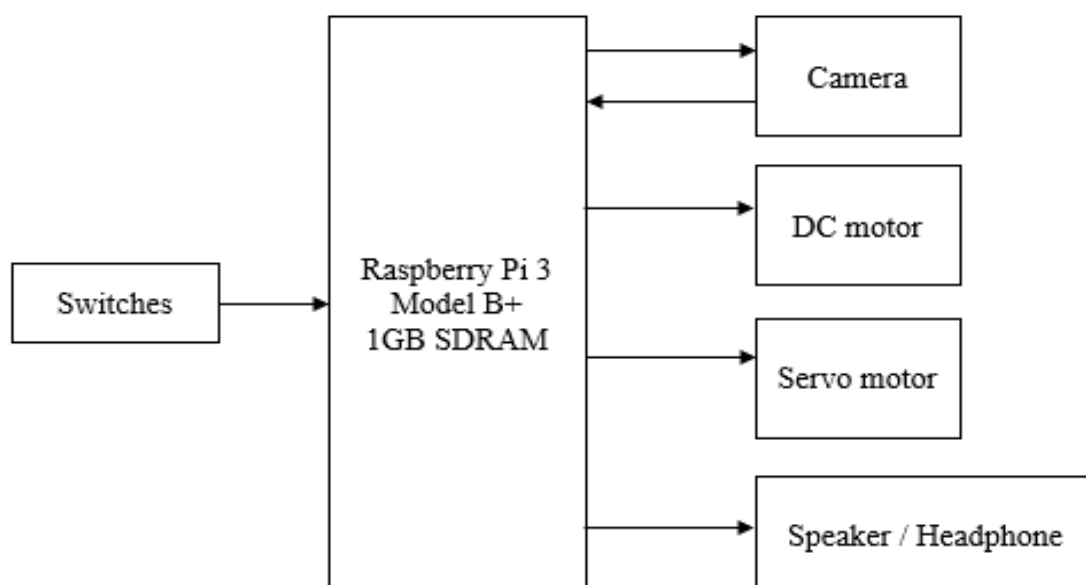 Switches
Raspberry Pi 3
Model B+
1GB SDRAM
Camera
DC motor
Servo motor
Speaker / Headphone